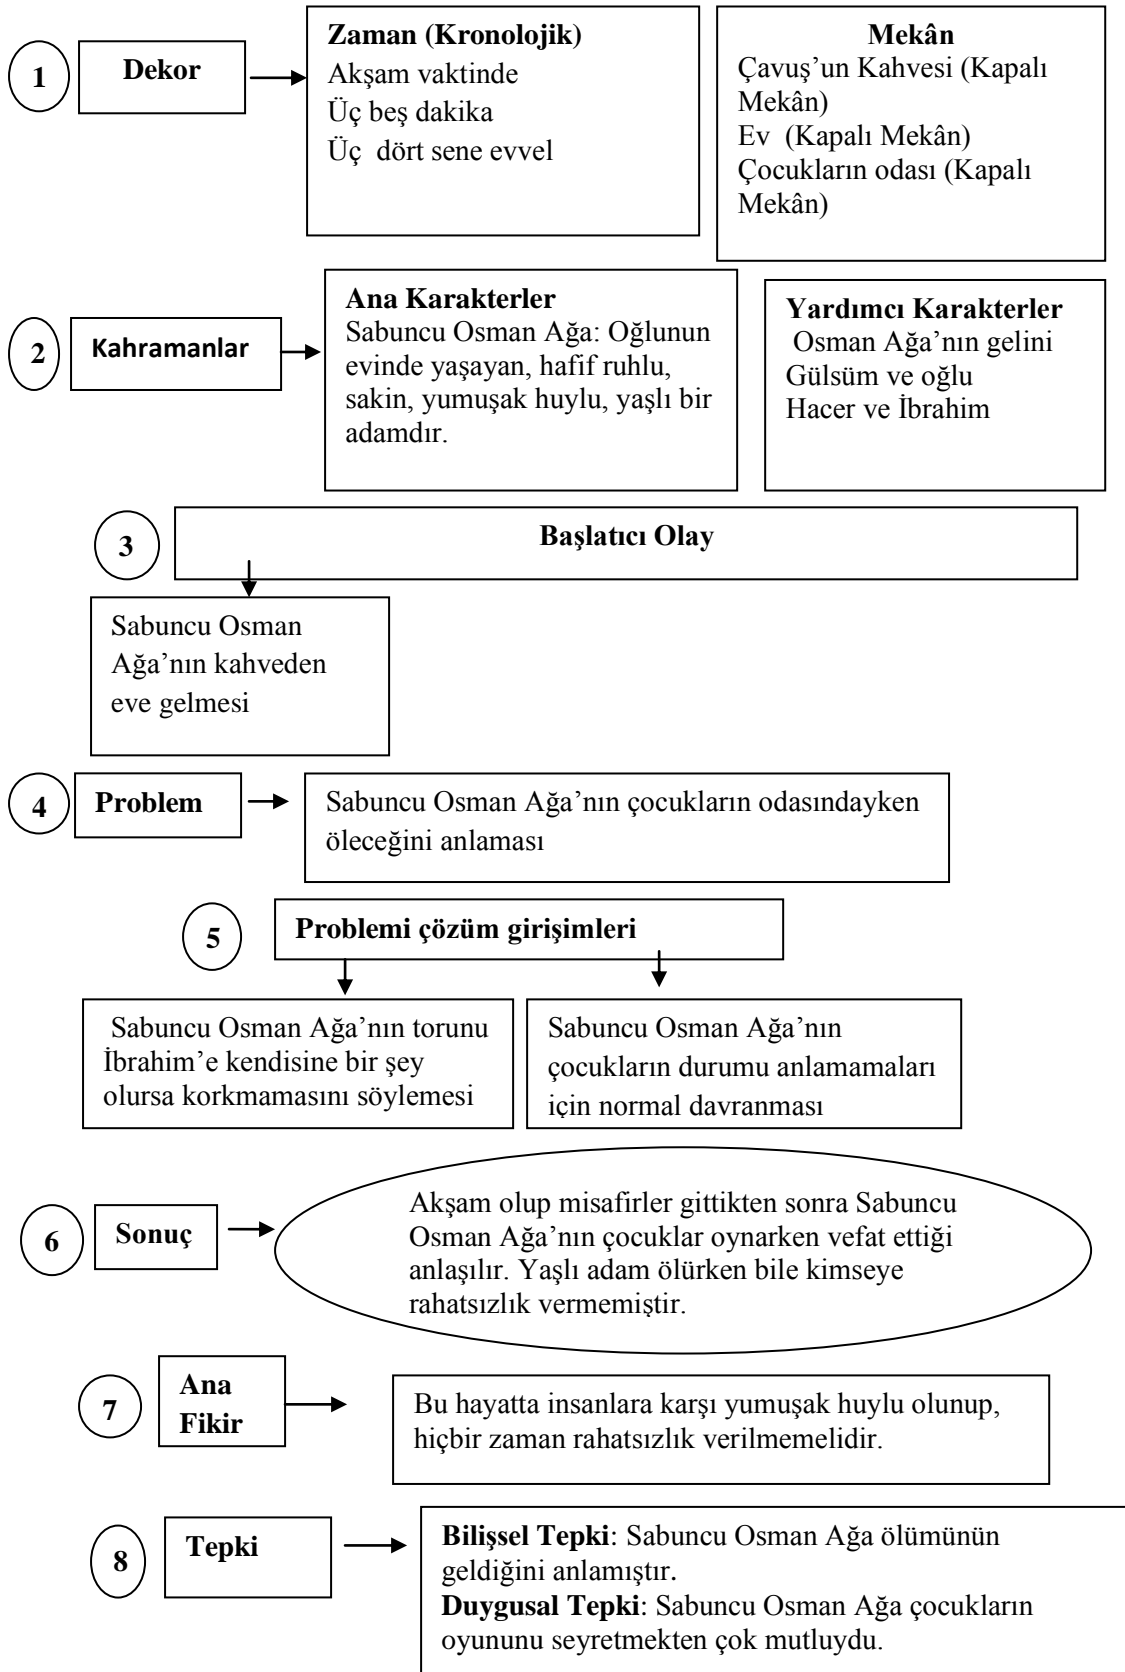 1
Dekor
Zaman (Kronolojik)
Akşam vaktinde
Üç beş dakika
Üç  dört sene evvel
Mekân
Çavuş’un Kahvesi (Kapalı
Mekân)
Ev  (Kapalı Mekân)
Çocukların odası (Kapalı
Mekân)
2
Kahramanlar
Ana Karakterler
Sabuncu Osman Ağa: Oğlunun
evinde yaşayan, hafif ruhlu,
sakin, yumuşak huylu, yaşlı bir
adamdır.
Yardımcı Karakterler
Osman Ağa’nın gelini
Gülsüm ve oğlu
Hacer ve İbrahim
3
Başlatıcı Olay
Sabuncu Osman
Ağa’nın kahveden
eve gelmesi
4
Problem
Sabuncu Osman Ağa’nın çocukların odasındayken
öleceğini anlaması
5
Problemi çözüm girişimleri
Sabuncu Osman Ağa’nın torunu
İbrahim’e kendisine bir şey
olursa korkmamasını söylemesi
Sabuncu Osman Ağa’nın
çocukların durumu anlamamaları
için normal davranması
6
Sonuç
Akşam olup misafirler gittikten sonra Sabuncu
Osman Ağa’nın çocuklar oynarken vefat ettiği
anlaşılır. Yaşlı adam ölürken bile kimseye
rahatsızlık vermemiştir.
7
Ana
Fikir
Bu hayatta insanlara karşı yumuşak huylu olunup,
hiçbir zaman rahatsızlık verilmemelidir.
8
Tepki
Bilişsel Tepki: Sabuncu Osman Ağa ölümünün
geldiğini anlamıştır.
Duygusal Tepki: Sabuncu Osman Ağa çocukların
oyununu seyretmekten çok mutluydu.